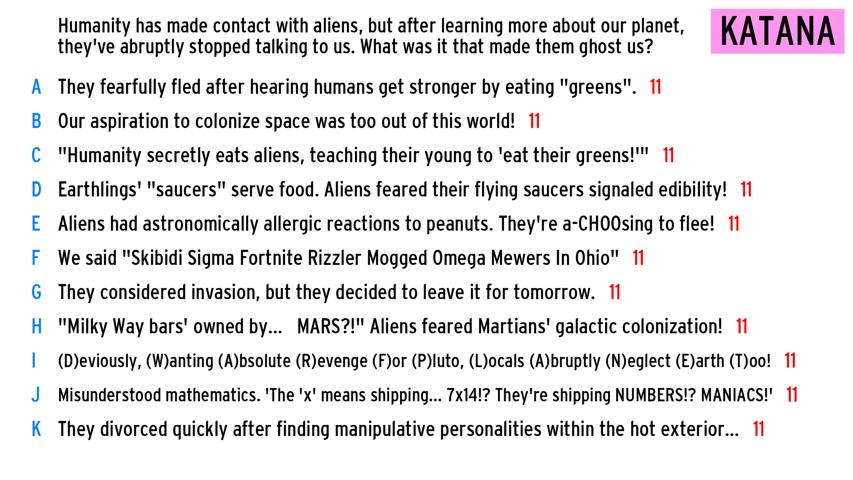 Humanity has made contact with aliens, but after learning more about our planet,
they've abruptly stopped talking to us. What was it that made them ghost us?
KATANA
A They fearfully fled after hearing humans get stronger by eating "greens". 11
B Our aspiration to colonize space was too out of this world! 11
C "Humanity secretly eats aliens, teaching their young to 'eat their greens!'" 11
D Earthlings' "saucers" serve food. Aliens feared their flying saucers signaled edibility! 11
E Aliens had astronomically allergic reactions to peanuts. They're a-CHOOsing to flee! 11
F We said "Skibidi Sigma Fortnite Rizzler Mogged Omega Mewers In Ohio" 11
G They considered invasion, but they decided to leave it for tomorrow. 11
H "Milky Way bars' owned by... MARS?!" Aliens feared Martians' galactic colonization! 11
I (D)eviously, (W)anting (A)bsolute (R)evenge (F)or (P)luto, (L)ocals (A)bruptly (N)eglect (E)arth (T)oo! 11
J Misunderstood mathematics. 'The 'x' means shipping... 7x14!? They're shipping NUMBERS!? MANIACS!' 11
K They divorced quickly after finding manipulative personalities within the hot exterior... 11